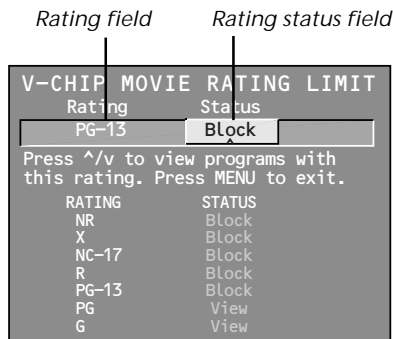 Rating field Rating status field
V-CHIP MOVIE RATING LIMIT
Rating Status
PG-13 Block
Press ^/v to view programs with
this rating. Press MENU to exit.
RATING STATUS
NR Block
X Block
NC-17 Block
R Block
PG-13 Block
PG View
G View